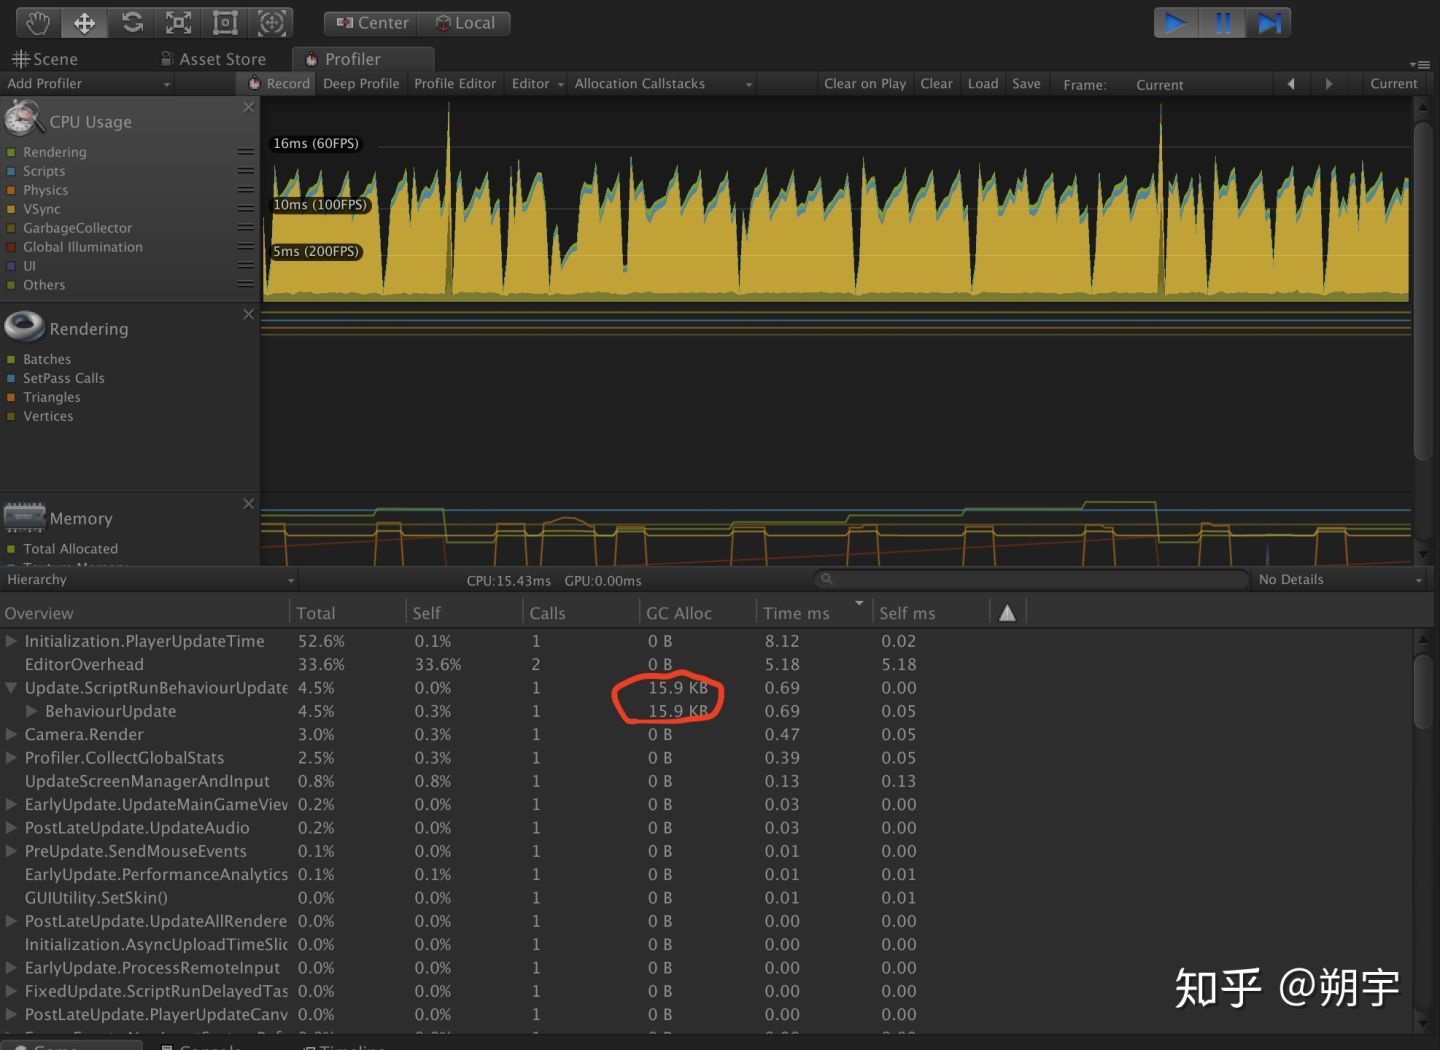 Center Local
Scene Asset Store Profiler
Add Profiler Record Deep Profile Profile Editor Editor Allocation Callstacks Clear on Play Clear Load Save Frame: Current Current
CPU Usage
Rendering
Scripts
Physics
VSync
GarbageCollector
Global Illumination
UI
Others
16ms (60FPS)
10ms (100FPS)
5ms (200FPS)
Rendering
Batches
SetPass Calls
Triangles
Vertices
Memory
Total Allocated
Hierarchy CPU:15.43ms GPU:0.00ms No Details
Overview Total Self Calls GC Alloc Time ms Self ms
Initialization.PlayerUpdateTime 52.6% 0.1% 1 0 B 8.12 0.02
EditorOverhead 33.6% 33.6% 2 0 B 5.18 5.18
Update.ScriptRunBehaviourUpdate 4.5% 0.0% 1 15.9 KB 0.69 0.00
BehaviourUpdate 4.5% 0.3% 1 15.9 KB 0.69 0.05
Camera.Render 3.0% 0.3% 1 0 B 0.47 0.05
Profiler.CollectGlobalStats 2.5% 0.3% 1 0 B 0.39 0.05
UpdateScreenManagerAndInput 0.8% 0.8% 1 0 B 0.13 0.13
EarlyUpdate.UpdateMainGameView 0.2% 0.0% 1 0 B 0.03 0.00
PostLateUpdate.UpdateAudio 0.2% 0.0% 1 0 B 0.03 0.00
PreUpdate.SendMouseEvents 0.1% 0.0% 1 0 B 0.01 0.00
EarlyUpdate.PerformanceAnalytics 0.1% 0.1% 1 0 B 0.01 0.01
GUIUtility.SetSkin() 0.0% 0.0% 1 0 B 0.01 0.01
PostLateUpdate.UpdateAllRendere 0.0% 0.0% 1 0 B 0.00 0.00
Initialization.AsyncUploadTimeSlic 0.0% 0.0% 1 0 B 0.00 0.00
EarlyUpdate.ProcessRemoteInput 0.0% 0.0% 1 0 B 0.00 0.00
FixedUpdate.ScriptRunDelayedTas 0.0% 0.0% 1 0 B 0.00 0.00
PostLateUpdate.PlayerUpdateCanv 0.0% 0.0% 1 0 B 0.00 0.00
知乎 @朔宇